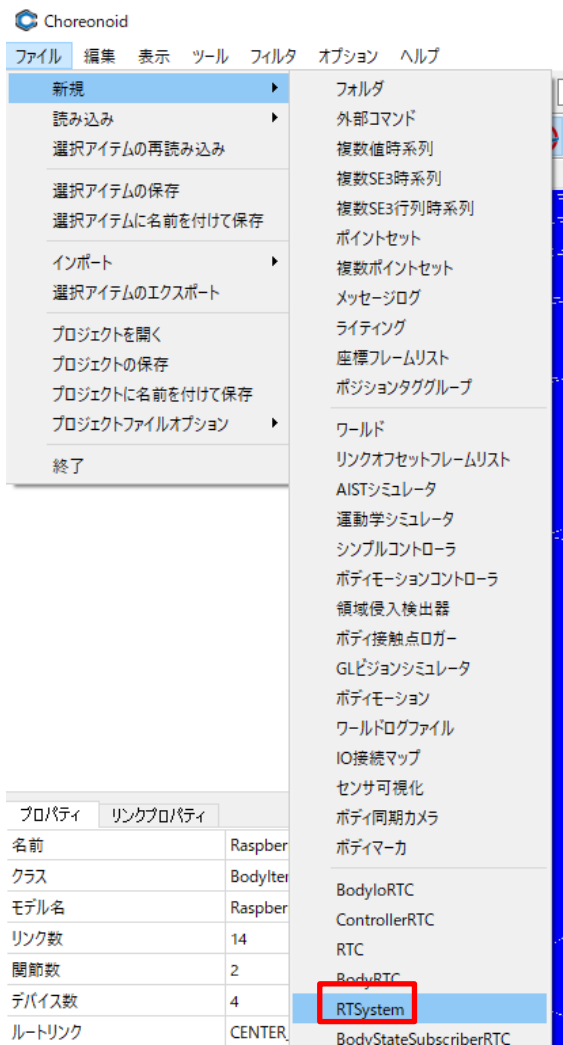 Choreonoid
ファイル 編集 表示 ツール フィルタ オプション ヘルプ
新規
読み込み
選択アイテムの再読み込み
選択アイテムの保存
選択アイテムに名前を付けて保存
インポート
選択アイテムのエクスポート
プロジェクトを開く
プロジェクトの保存
プロジェクトに名前を付けて保存
プロジェクトファイルオプション
終了
フォルダ
外部コマンド
複数値時系列
複数SE3時系列
複数SE3行列時系列
ポイントセット
複数ポイントセット
メッセージログ
ライティング
座標フレームリスト
ポジションタググループ
ワールド
リンクオフセットフレームリスト
AISTシミュレータ
運動学シミュレータ
シンプルコントローラ
ボディモーションコントローラ
領域侵入検出器
ボディ接触点ロガー
GLビジョンシミュレータ
ボディモーション
ワールドログファイル
IO接続マップ
センサ可視化
ボディ同期カメラ
ボディマーカ
BodyIoRTC
ControllerRTC
RTC
BodyRTC
RTSystem
BodyStateSubscriberRTC
プロパティ リンクプロパティ
名前 Raspber
クラス BodyIter
モデル名 Raspber
リンク数 14
関節数 2
デバイス数 4
ルートリンク CENTER_